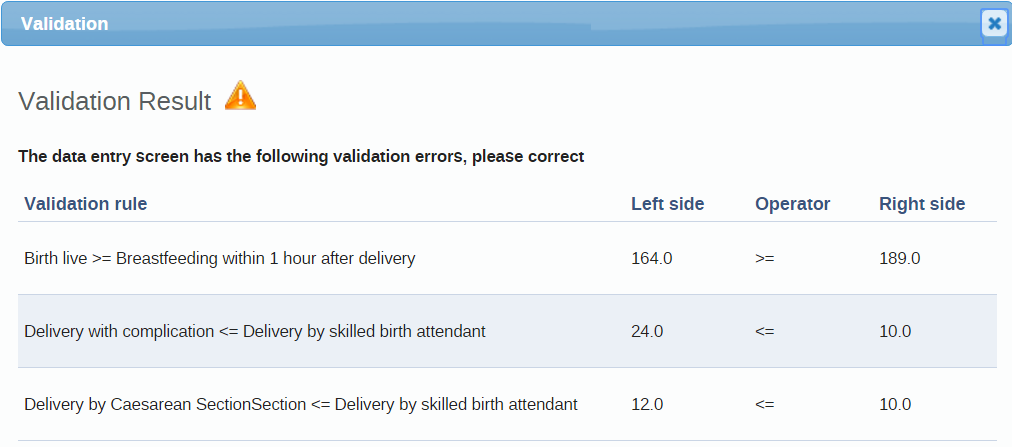 Validation
Validation Result
The data entry screen has the following validation errors, please correct
Validation rule Left side Operator Right side
Birth live >= Breastfeeding within 1 hour after delivery 164.0 >= 189.0
Delivery with complication <= Delivery by skilled birth attendant 24.0 <= 10.0
Delivery by Caesarean SectionSection <= Delivery by skilled birth attendant 12.0 <= 10.0